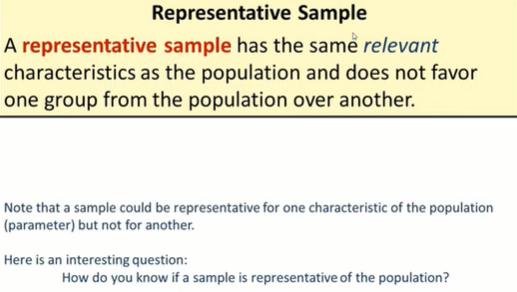 Representative Sample
A representative sample has the same relevant
characteristics as the population and does not favor
one group from the population over another.
Note that a sample could be representative for one characteristic of the population
(parameter) but not for another.
Here is an interesting question:
How do you know if a sample is representative of the population?